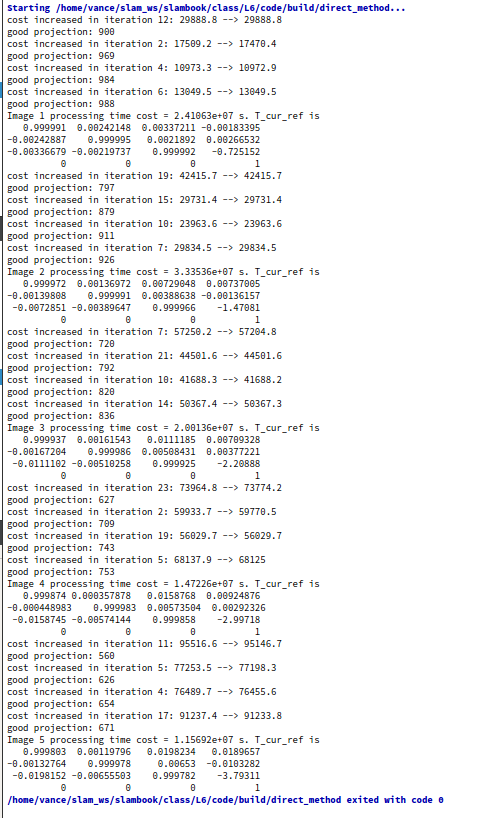 Starting /home/vance/slam_ws/slambook/class/L6/code/build/direct_method...
cost increased in iteration 12: 29888.8 --> 29888.8
good projection: 900
cost increased in iteration 2: 17509.2 --> 17470.4
good projection: 969
cost increased in iteration 4: 10973.3 --> 10972.9
good projection: 984
cost increased in iteration 6: 13049.5 --> 13049.5
good projection: 988
Image 1 processing time cost = 2.41063e+07 s. T_cur_ref is
0.999991 0.00242148 0.00337211 -0.00183395
-0.00242887 0.999995 0.0021892 0.00266532
-0.00336679 -0.00219737 0.999992 -0.725152
0 0 0 1
cost increased in iteration 19: 42415.7 --> 42415.7
good projection: 797
cost increased in iteration 15: 29731.4 --> 29731.4
good projection: 879
cost increased in iteration 10: 23963.6 --> 23963.6
good projection: 911
cost increased in iteration 7: 29834.5 --> 29834.5
good projection: 926
Image 2 processing time cost = 3.33536e+07 s. T_cur_ref is
0.999972 0.00136972 0.00729048 0.00737005
-0.00139808 0.999991 0.00388638 -0.00136157
-0.0072851 -0.00389647 0.999966 -1.47081
0 0 0 1
cost increased in iteration 7: 57250.2 --> 57204.8
good projection: 720
cost increased in iteration 21: 44501.6 --> 44501.6
good projection: 792
cost increased in iteration 10: 41688.3 --> 41688.2
good projection: 820
cost increased in iteration 14: 50367.4 --> 50367.3
good projection: 836
Image 3 processing time cost = 2.00136e+07 s. T_cur_ref is
0.999937 0.00161543 0.0111185 0.00709328
-0.00167204 0.999986 0.00508431 0.00377221
-0.0111102 -0.00510258 0.999925 -2.20888
0 0 0 1
cost increased in iteration 23: 73964.8 --> 73774.2
good projection: 627
cost increased in iteration 2: 59933.7 --> 59770.5
good projection: 709
cost increased in iteration 19: 56029.7 --> 56029.7
good projection: 743
cost increased in iteration 5: 68137.9 --> 68125
good projection: 753
Image 4 processing time cost = 1.47226e+07 s. T_cur_ref is
0.999874 0.000357878 0.0158768 0.00924876
-0.000448983 0.999983 0.00573504 0.00292326
-0.0158745 -0.00574144 0.999858 -2.99718
0 0 0 1
cost increased in iteration 11: 95516.6 --> 95146.7
good projection: 560
cost increased in iteration 5: 77253.5 --> 77198.3
good projection: 626
cost increased in iteration 4: 76489.7 --> 76455.6
good projection: 654
cost increased in iteration 17: 91237.4 --> 91233.8
good projection: 671
Image 5 processing time cost = 1.15692e+07 s. T_cur_ref is
0.999803 0.00119796 0.0198234 0.0189657
-0.00132764 0.999978 0.00653 -0.0103282
-0.0198152 -0.00655503 0.999782 -3.79311
0 0 0 1
/home/vance/slam_ws/slambook/class/L6/code/build/direct_method exited with code 0